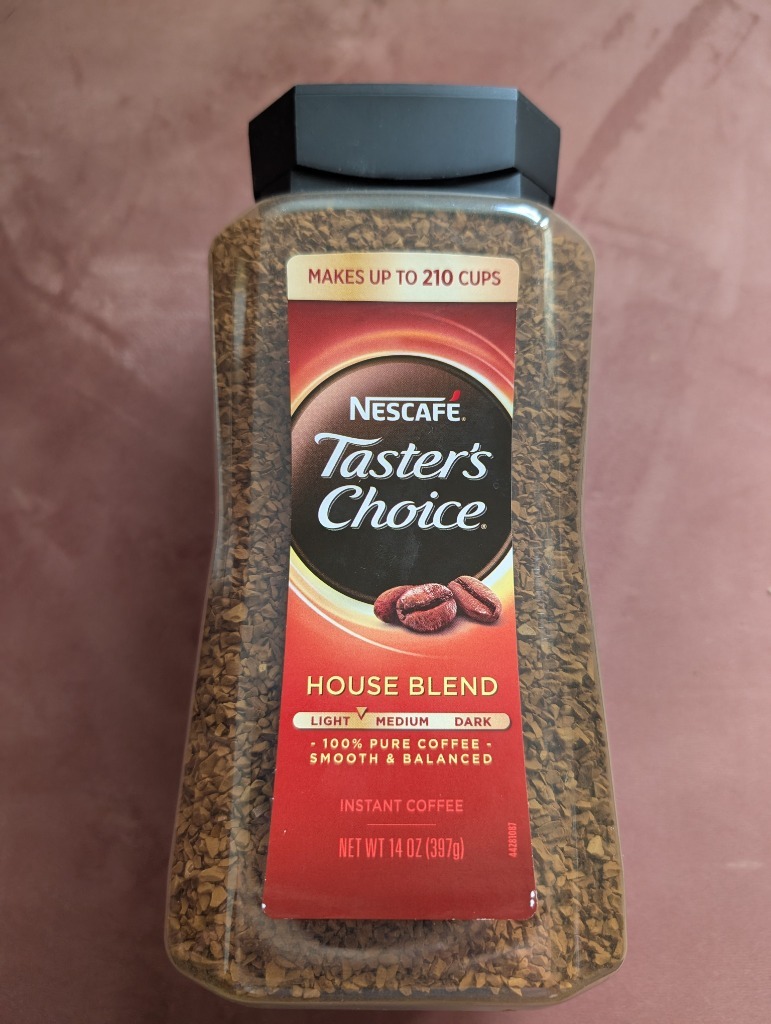 MAKES UP TO 210 CUPS
NESCAFÉ®
Taster's
Choice®
HOUSE BLEND
LIGHT MEDIUM DARK
- 100% PURE COFFEE -
SMOOTH & BALANCED
INSTANT COFFEE
NET WT 14 OZ (397g)
44281087